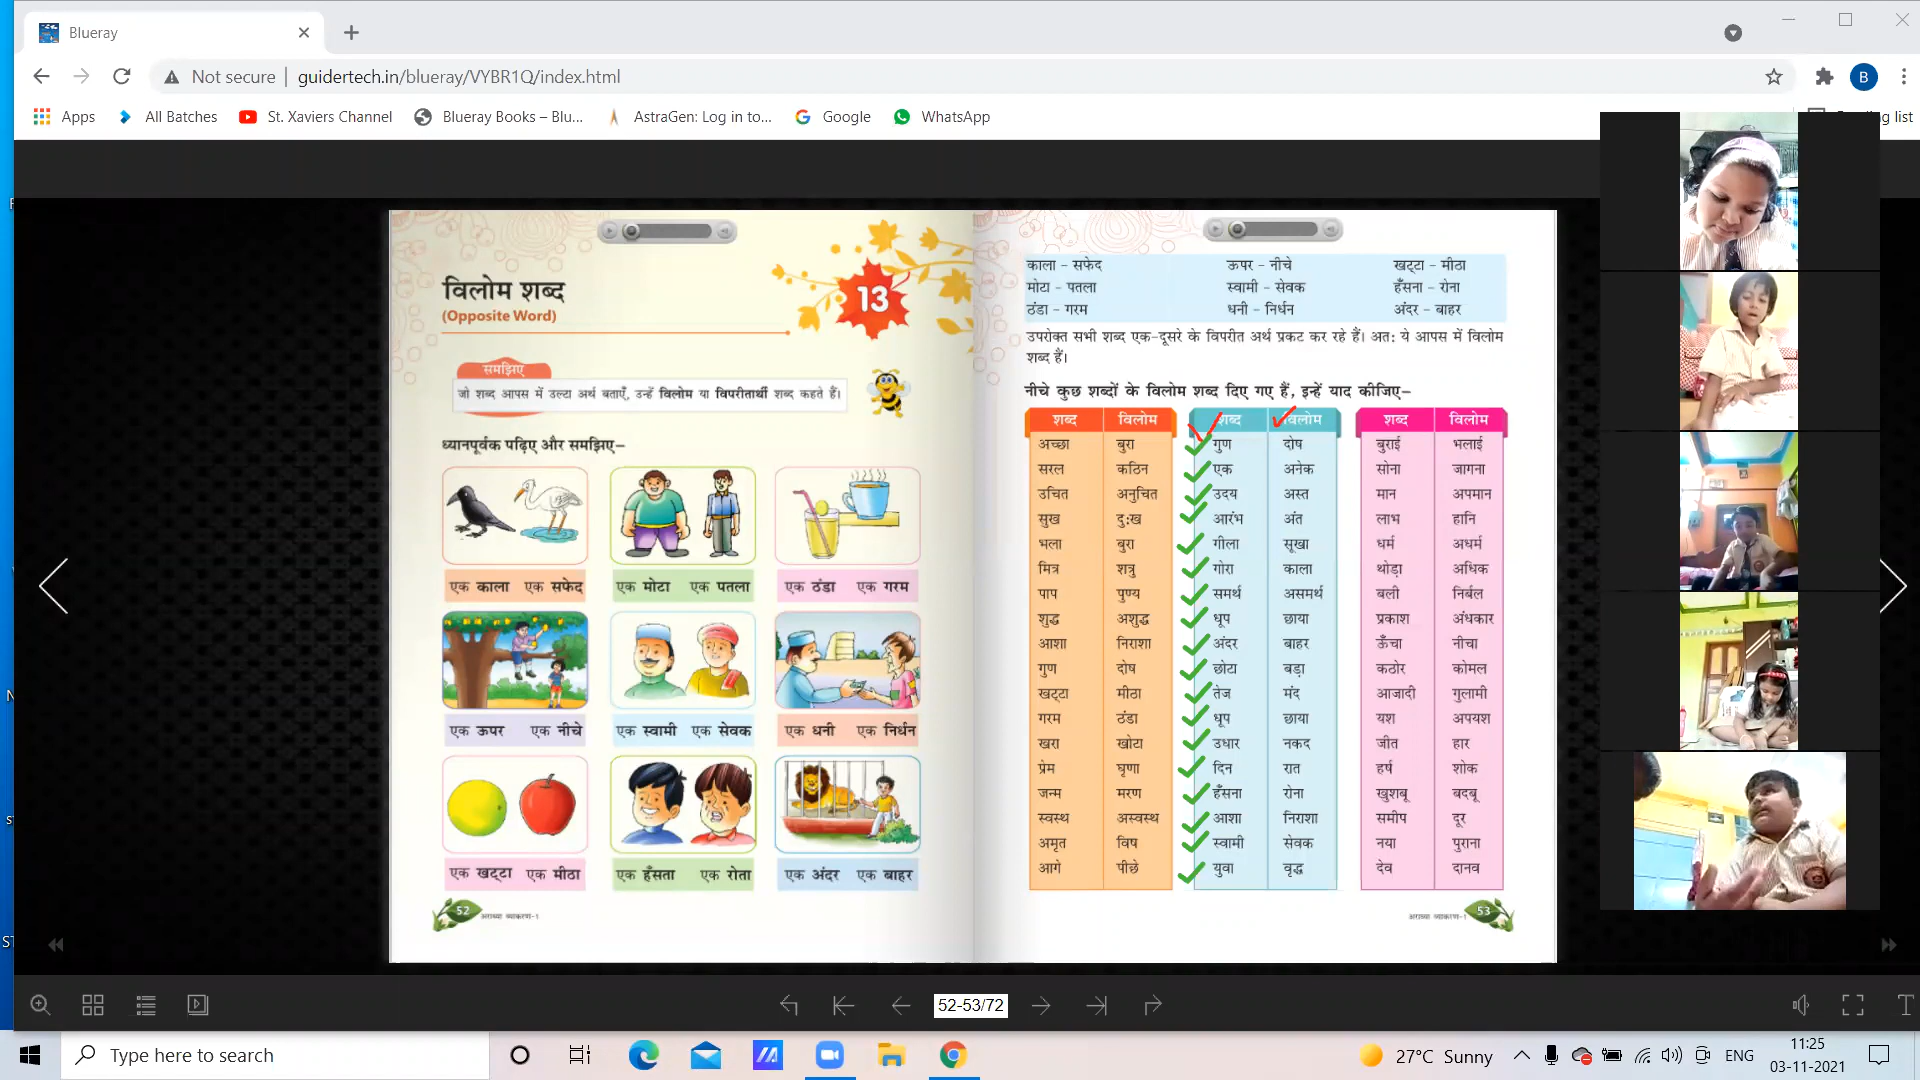 Blueray
Not secure | guidertech.in/blueray/VYBR1Q/index.html
B
Apps All Batches St. Xaviers Channel Blueray Books – Blu... AstraGen: Log in to... Google WhatsApp
list
विलोम शब्द
(Opposite Word)
13
समझिए
जो शब्द आपस में उल्टा अर्थ बताएँ, उन्हें विलोम या विपरीतार्थी शब्द कहते हैं।
ध्यानपूर्वक पढ़िए और समझिए–
एक काला एक सफेद
एक मोटा एक पतला
एक ठंडा एक गरम
एक ऊपर एक नीचे
एक स्वामी एक सेवक
एक धनी एक निर्धन
एक खट्टा एक मीठा
एक हँसता एक रोता
एक अंदर एक बाहर
52
काला – सफेद ऊपर – नीचे खट्टा – मीठा
मोटा – पतला स्वामी – सेवक हँसना – रोना
ठंडा – गरम धनी – निर्धन अंदर – बाहर
उपरोक्त सभी शब्द एक–दूसरे के विपरीत अर्थ प्रकट कर रहे हैं। अत: ये आपस में विलोम
शब्द हैं।
नीचे कुछ शब्दों के विलोम शब्द दिए गए हैं, इन्हें याद कीजिए–
शब्द विलोम शब्द विलोम शब्द विलोम
अच्छा बुरा गुण दोष बुराई भलाई
सरल कठिन एक अनेक सोना जागना
उचित अनुचित उदय अस्त मान अपमान
सुख दु:ख आरंभ अंत लाभ हानि
भला बुरा गीला सूखा धर्म अधर्म
मित्र शत्रु गोरा काला थोड़ा अधिक
पाप पुण्य समर्थ असमर्थ बली निर्बल
शुद्ध अशुद्ध धूप छाया प्रकाश अंधकार
आशा निराशा अंदर बाहर ऊँचा नीचा
गुण दोष छोटा बड़ा कठोर कोमल
खट्टा मीठा तेज मंद आजादी गुलामी
गरम ठंडा धूप छाया यश अपयश
खरा खोटा उधार नकद जीत हार
प्रेम घृणा दिन रात हर्ष शोक
जन्म मरण हँसना रोना खुशबू बदबू
स्वस्थ अस्वस्थ आशा निराशा समीप दूर
अमृत विष स्वामी सेवक नया पुराना
आगे पीछे युवा वृद्ध देव दानव
53
52-53/72
Type here to search
27°C Sunny
ENG
11:25
03-11-2021